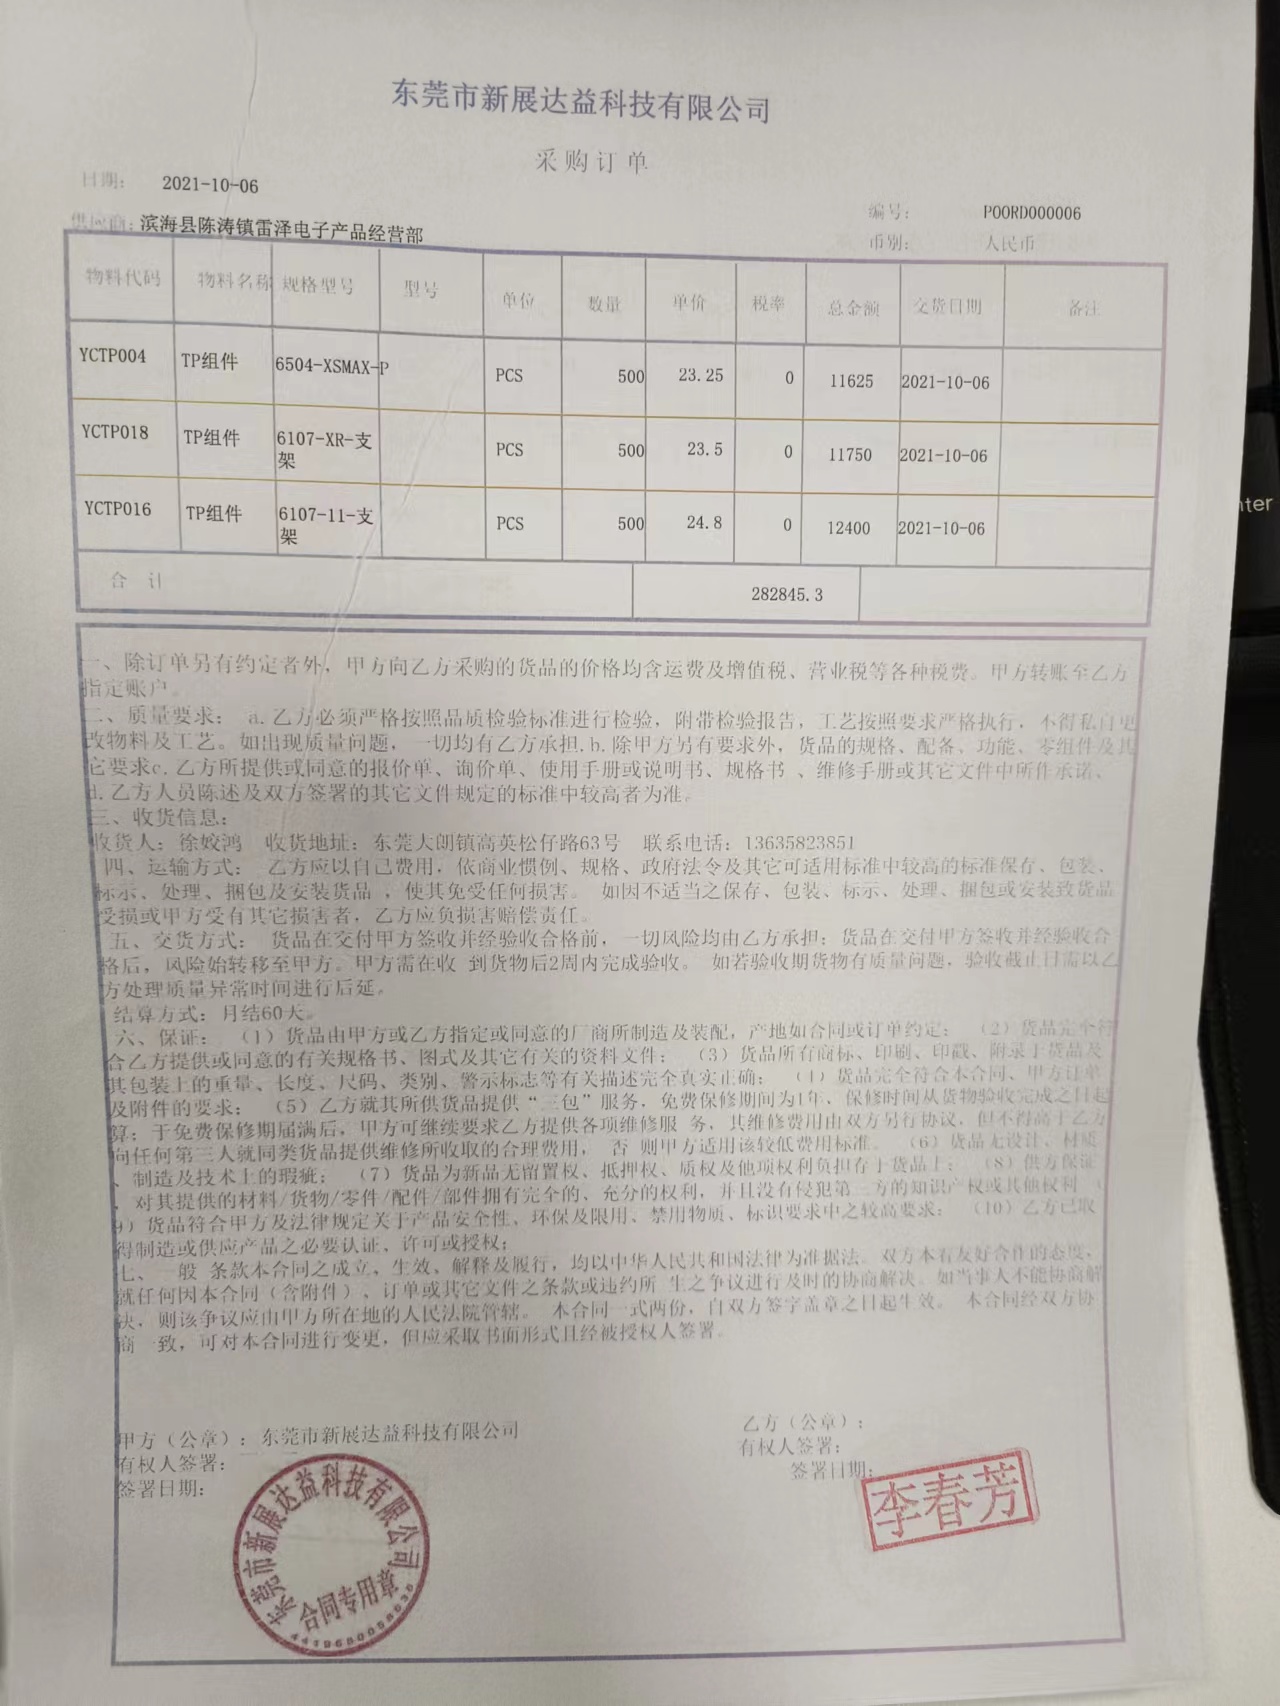 东莞市新展达益科技有限公司
采购订单
日期： 2021-10-06
编号： POORD000006
供应商：滨海县陈涛镇雷泽电子产品经营部
币别： 人民币
物料代码 物料名称 规格型号 型号 单位 数量 单价 税率 总金额 交货日期 备注
YCTP004 TP组件 6504-XSMAX-P PCS 500 23.25 0 11625 2021-10-06
YCTP018 TP组件 6107-XR-支架 PCS 500 23.5 0 11750 2021-10-06
YCTP016 TP组件 6107-11-支架 PCS 500 24.8 0 12400 2021-10-06
合 计 282845.3
一、除订单另有约定者外，甲方向乙方采购的货品的价格均含运费及增值税、营业税等各种税费。甲方转账至乙方
指定账户。
二、质量要求： a.乙方必须严格按照品质检验标准进行检验，附带检验报告，工艺按照要求严格执行，不得私自更
改物料及工艺。如出现质量问题，一切均有乙方承担.b.除甲方另有要求外，货品的规格、配备、功能、零组件及其
它要求c.乙方所提供或同意的报价单、询价单、使用手册或说明书、规格书 、维修手册或其它文件中所作承诺、
d.乙方人员陈述及双方签署的其它文件规定的标准中较高者为准。
三、收货信息：
收货人：徐姣鸿 收货地址：东莞大朗镇高英松仔路63号 联系电话：13635823851
四、运输方式： 乙方应以自己费用，依商业惯例、规格、政府法令及其它可适用标准中较高的标准保存、包装、
标示、处理、捆包及安装货品 ，使其免受任何损害。 如因不适当之保存、包装、标示、处理、捆包或安装致货品
受损或甲方受有其它损害者，乙方应负损害赔偿责任。
五、交货方式： 货品在交付甲方签收并经验收合格前，一切风险均由乙方承担；货品在交付甲方签收并经验收合
格后，风险始转移至甲方。甲方需在收 到货物后2周内完成验收。 如若验收期货物有质量问题，验收截止日需以乙
方处理质量异常时间进行后延。
结算方式：月结60天。
六、保证： （1）货品由甲方或乙方指定或同意的厂商所制造及装配，产地如合同或订单约定； （2）货品完全符
合乙方提供或同意的有关规格书、图式及其它有关的资料文件； （3）货品所有商标、印刷、印戳、附录于货品及
其包装上的重量、长度、尺码、类别、警示标志等有关描述完全真实正确； （4）货品完全符合本合同、甲方订单
及附件的要求； （5）乙方就其所供货品提供“三包”服务，免费保修期间为1年，保修时间从货物验收完成之日起
算；于免费保修期届满后，甲方可继续要求乙方提供各项维修服 务，其维修费用由双方另行协议，但不得高于乙方
向任何第三人就同类货品提供维修所收取的合理费用， 否 则甲方适用该较低费用标准。 （6）货品无设计、材质
、制造及技术上的瑕疵； （7）货品为新品无留置权、抵押权、质权及他项权利负担存于货品上； （8）供方保证
，对其提供的材料/货物/零件/配件/部件拥有完全的、充分的权利，并且没有侵犯第三方的知识产权或其他权利 （
9）货品符合甲方及法律规定关于产品安全性、环保及限用、禁用物质、标识要求中之较高要求； （10）乙方已取
得制造或供应产品之必要认证、许可或授权；
七、一般 条款本合同之成立、生效、解释及履行，均以中华人民共和国法律为准据法。双方本着友好合作的态度，
就任何因本合同（含附件）、订单或其它文件之条款或违约所 生之争议进行及时的协商解决。如当事人不能协商解
决，则该争议应由甲方所在地的人民法院管辖。 本合同一式两份，自双方签字盖章之日起生效。 本合同经双方协
商一致，可对本合同进行变更，但应采取书面形式且经被授权人签署。
甲方（公章）：东莞市新展达益科技有限公司
乙方（公章）：
有权人签署：
有权人签署：
签署日期：
签署日期：
东莞市新展达益科技有限公司
合同专用章
李春芳
nter